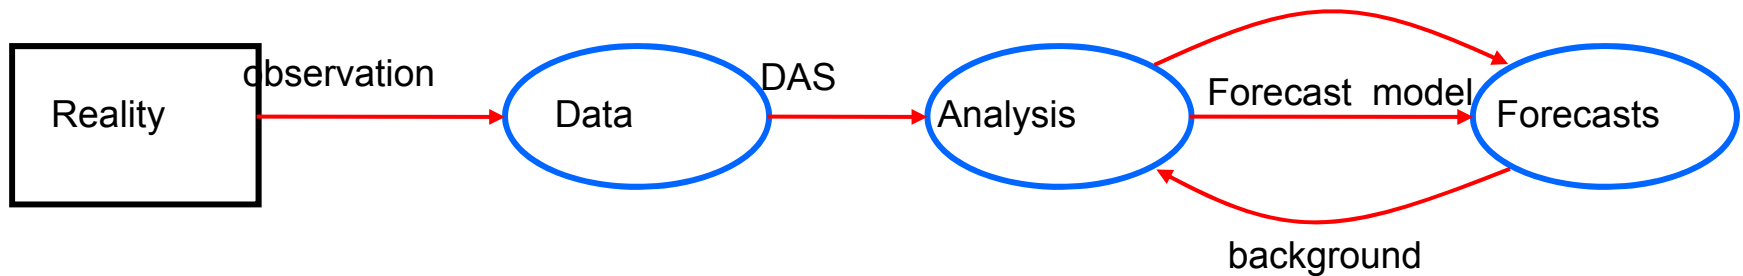 Reality
observation
Data
DAS
Analysis
Forecast model
Forecasts
background